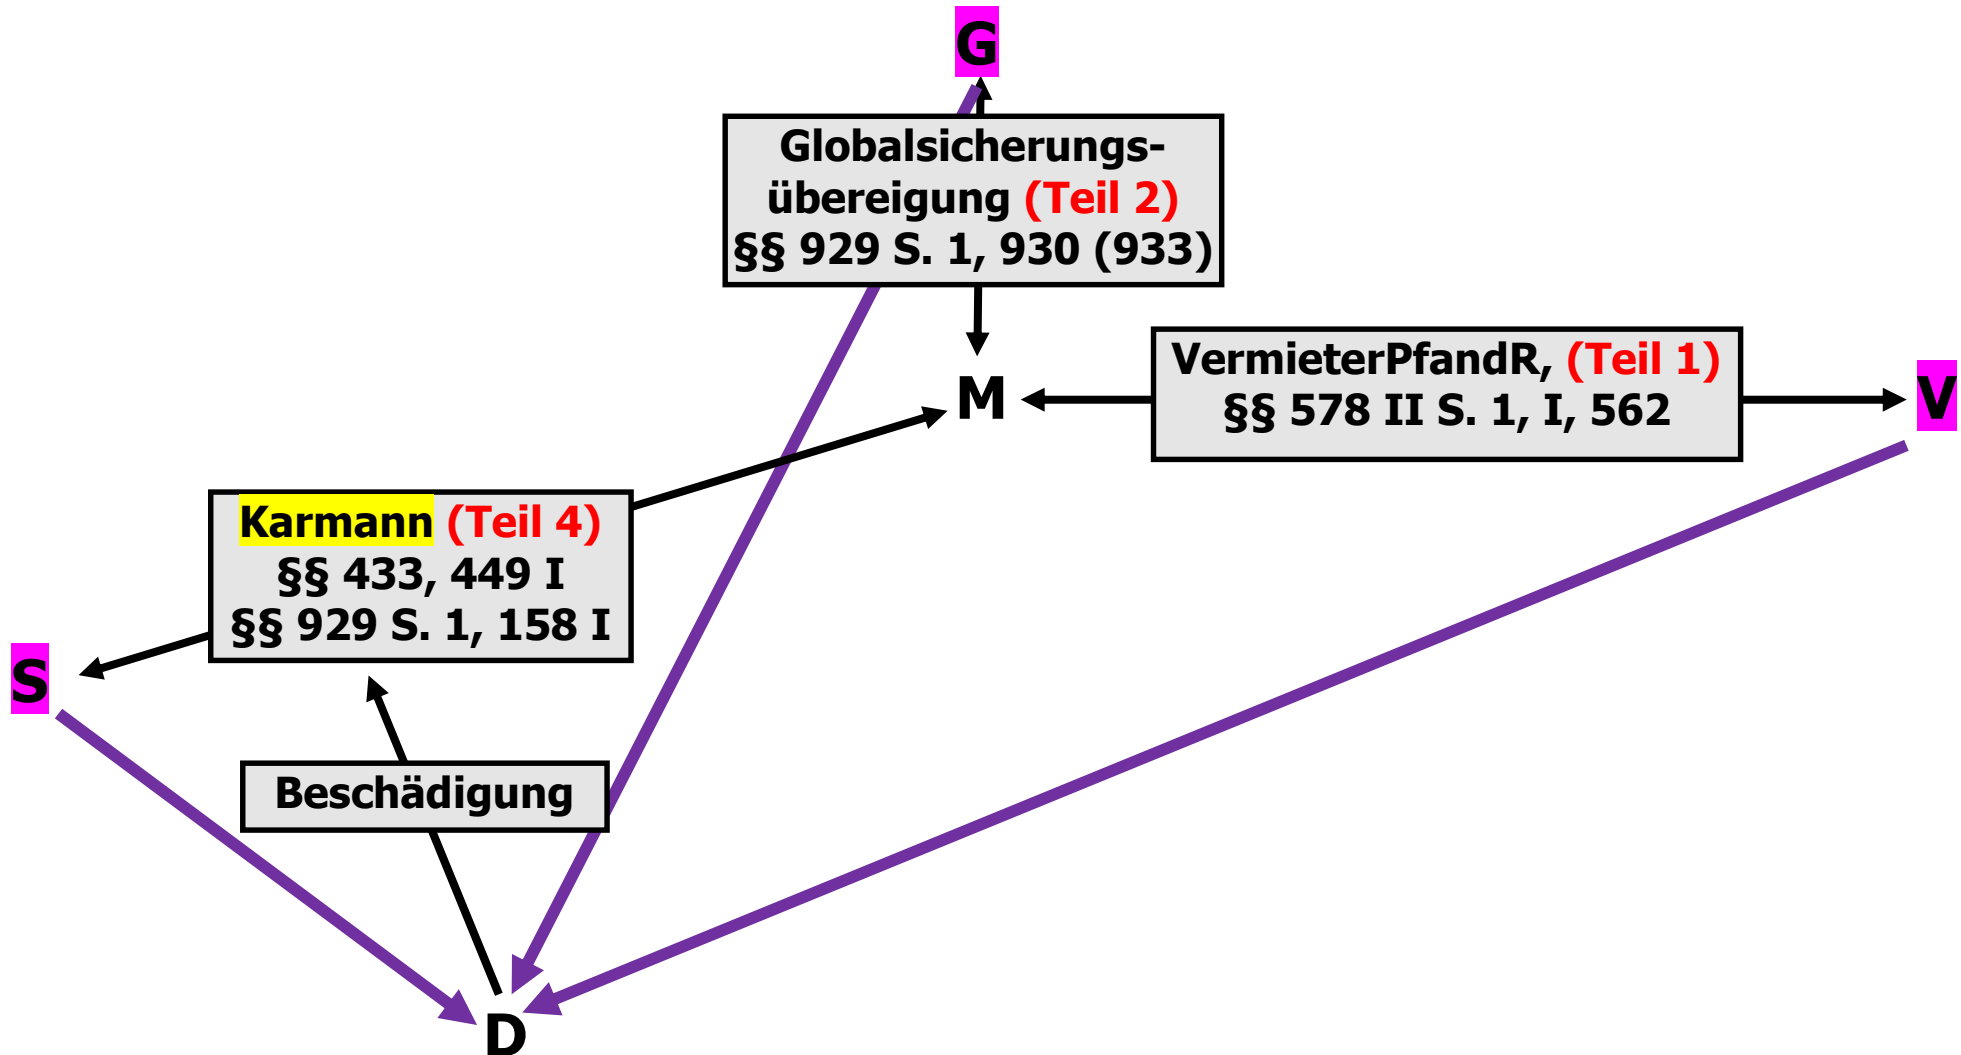 G
Globalsicherungs-
übereigung (Teil 2)
§§ 929 S. 1, 930 (933)
M
VermieterPfandR, (Teil 1)
§§ 578 II S. 1, I, 562
V
Karmann (Teil 4)
§§ 433, 449 I
§§ 929 S. 1, 158 I
S
Beschädigung
D